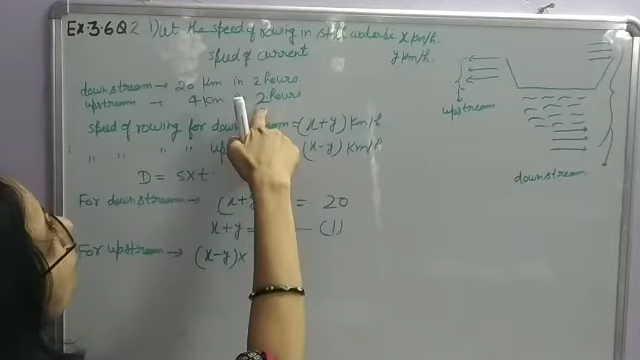 Ex:3.6 Q2. 1) Let the speed of rowing in still water be x km/h.
speed of current y km/h.
downstream → 20 km in 2 hours
upstream → 4 km 2 hours
upstream
speed of rowing for down = (x+y) km/h
" " " " up (x-y) km/h
D = s×t
downstream
For downstream → (x+ = 20
x+y = — (1)
For upstream → (x-y)×